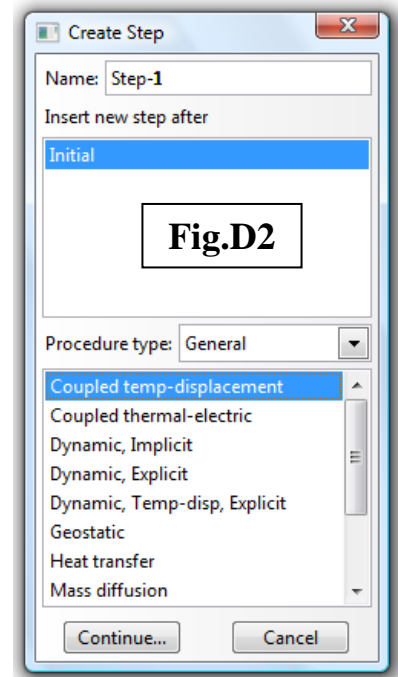 Create Step
Name: Step-1
Insert new step after
Initial
Fig.D2
Procedure type: General
Coupled temp-displacement
Coupled thermal-electric
Dynamic, Implicit
Dynamic, Explicit
Dynamic, Temp-disp, Explicit
Geostatic
Heat transfer
Mass diffusion
Continue... Cancel